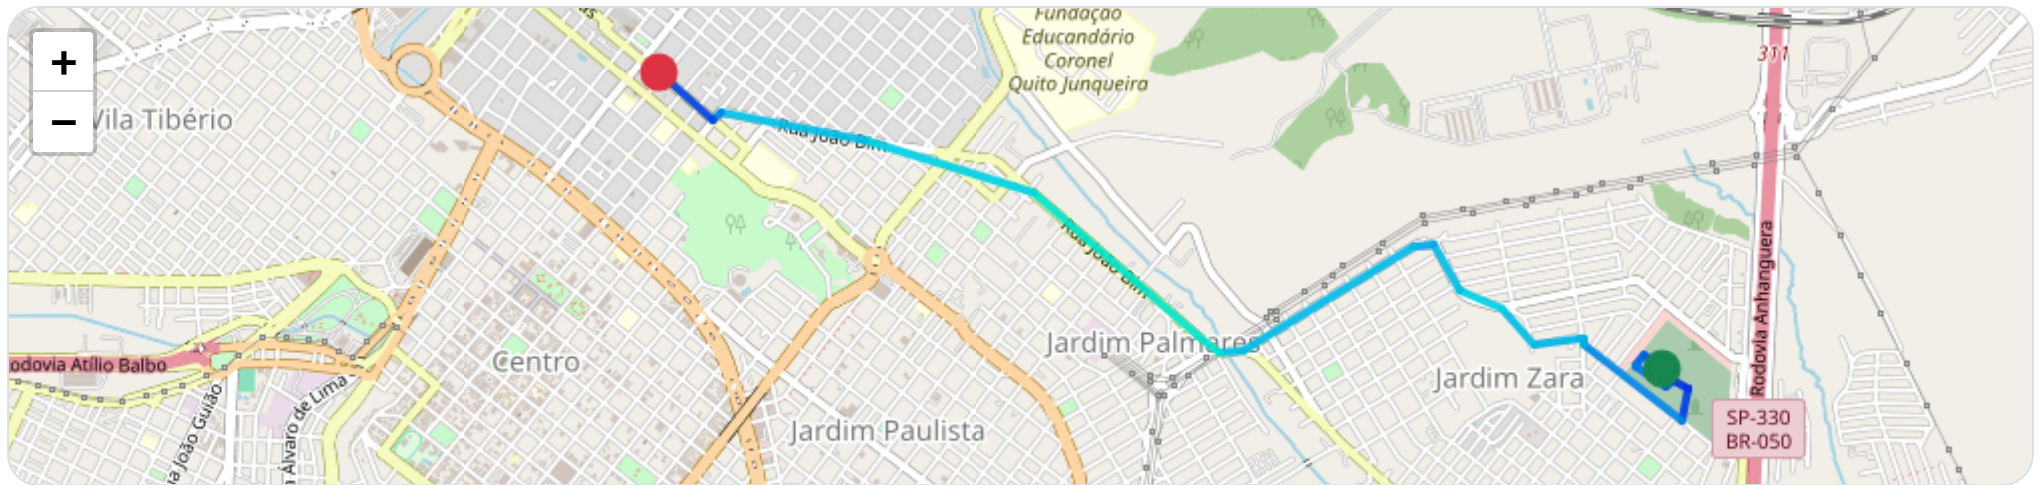 +
−
Fundação
Educandário
Coronel
Quito Junqueira
311
Vila Tibério
Rua João Bim
Rua João Bim
Rodovia Anhanguera
Jardim Palmares
Centro
odovia Atílio Balbo
Jardim Zara
a João Guião
a Álvaro de Lima
SP-330
BR-050
Jardim Paulista